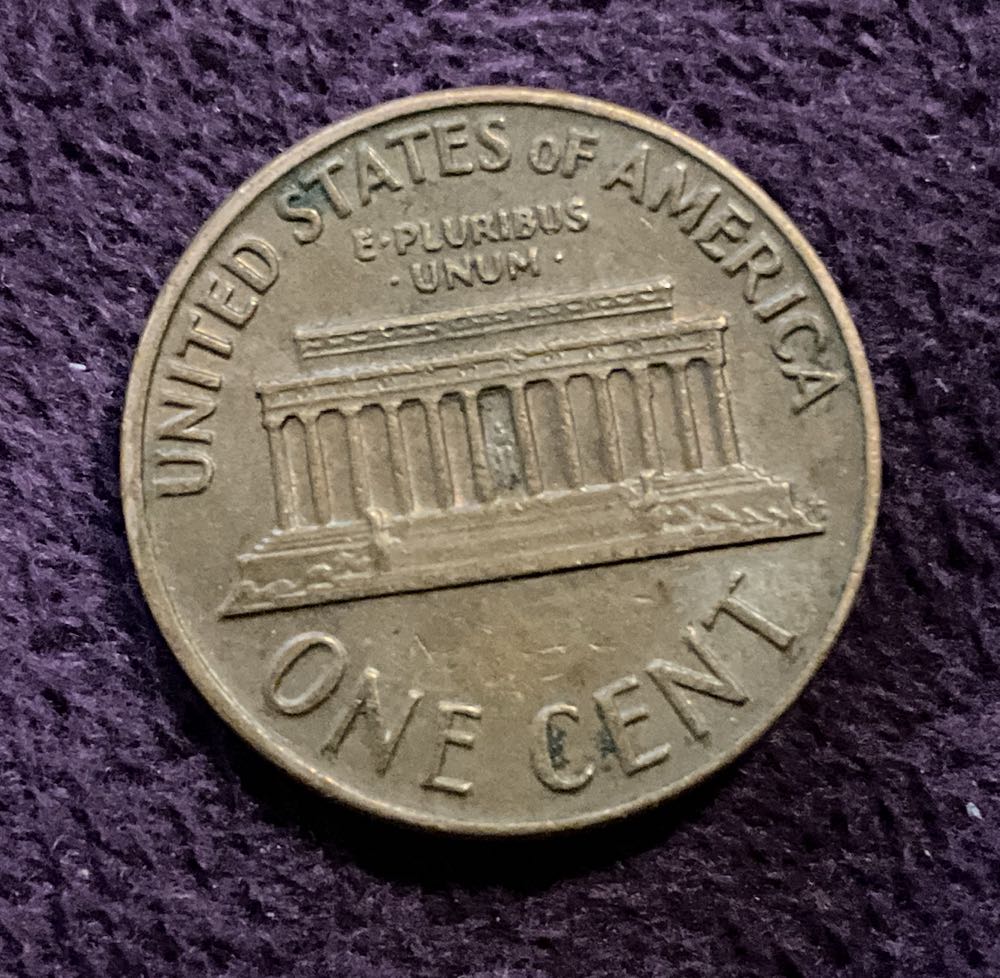 UNITED STATES OF AMERICA
E·PLURIBUS
·UNUM·
ONE CENT